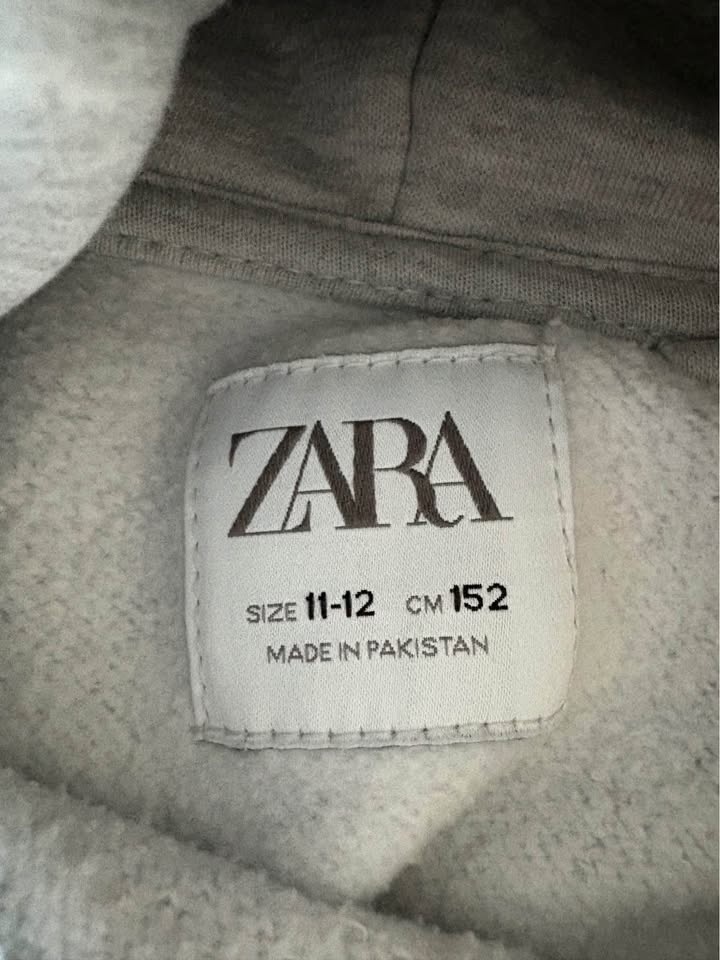 ZARA
SIZE 11-12 CM 152
MADE IN PAKISTAN